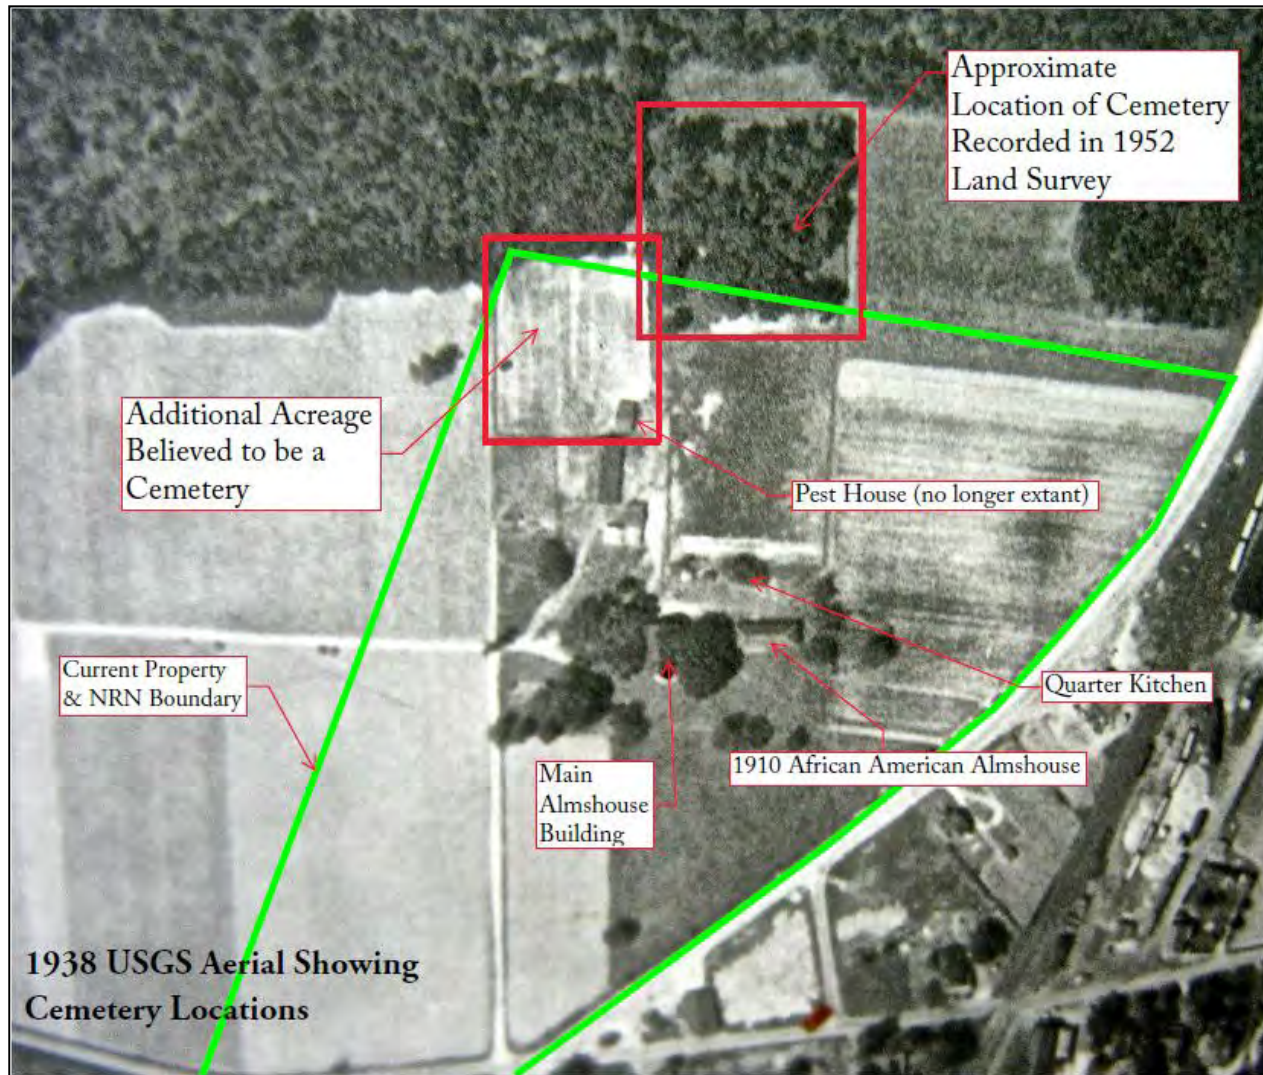 Approximate
Location of Cemetery
Recorded in 1952
Land Survey
Additional Acreage
Believed to be a
Cemetery
Pest House (no longer extant)
Current Property
& NRN Boundary
Quarter Kitchen
1910 African American Almshouse
Main
Almshouse
Building
1938 USGS Aerial Showing
Cemetery Locations